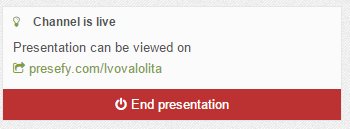 Channel is live
Presentation can be viewed on
presefy.com/lvovalolita
End presentation